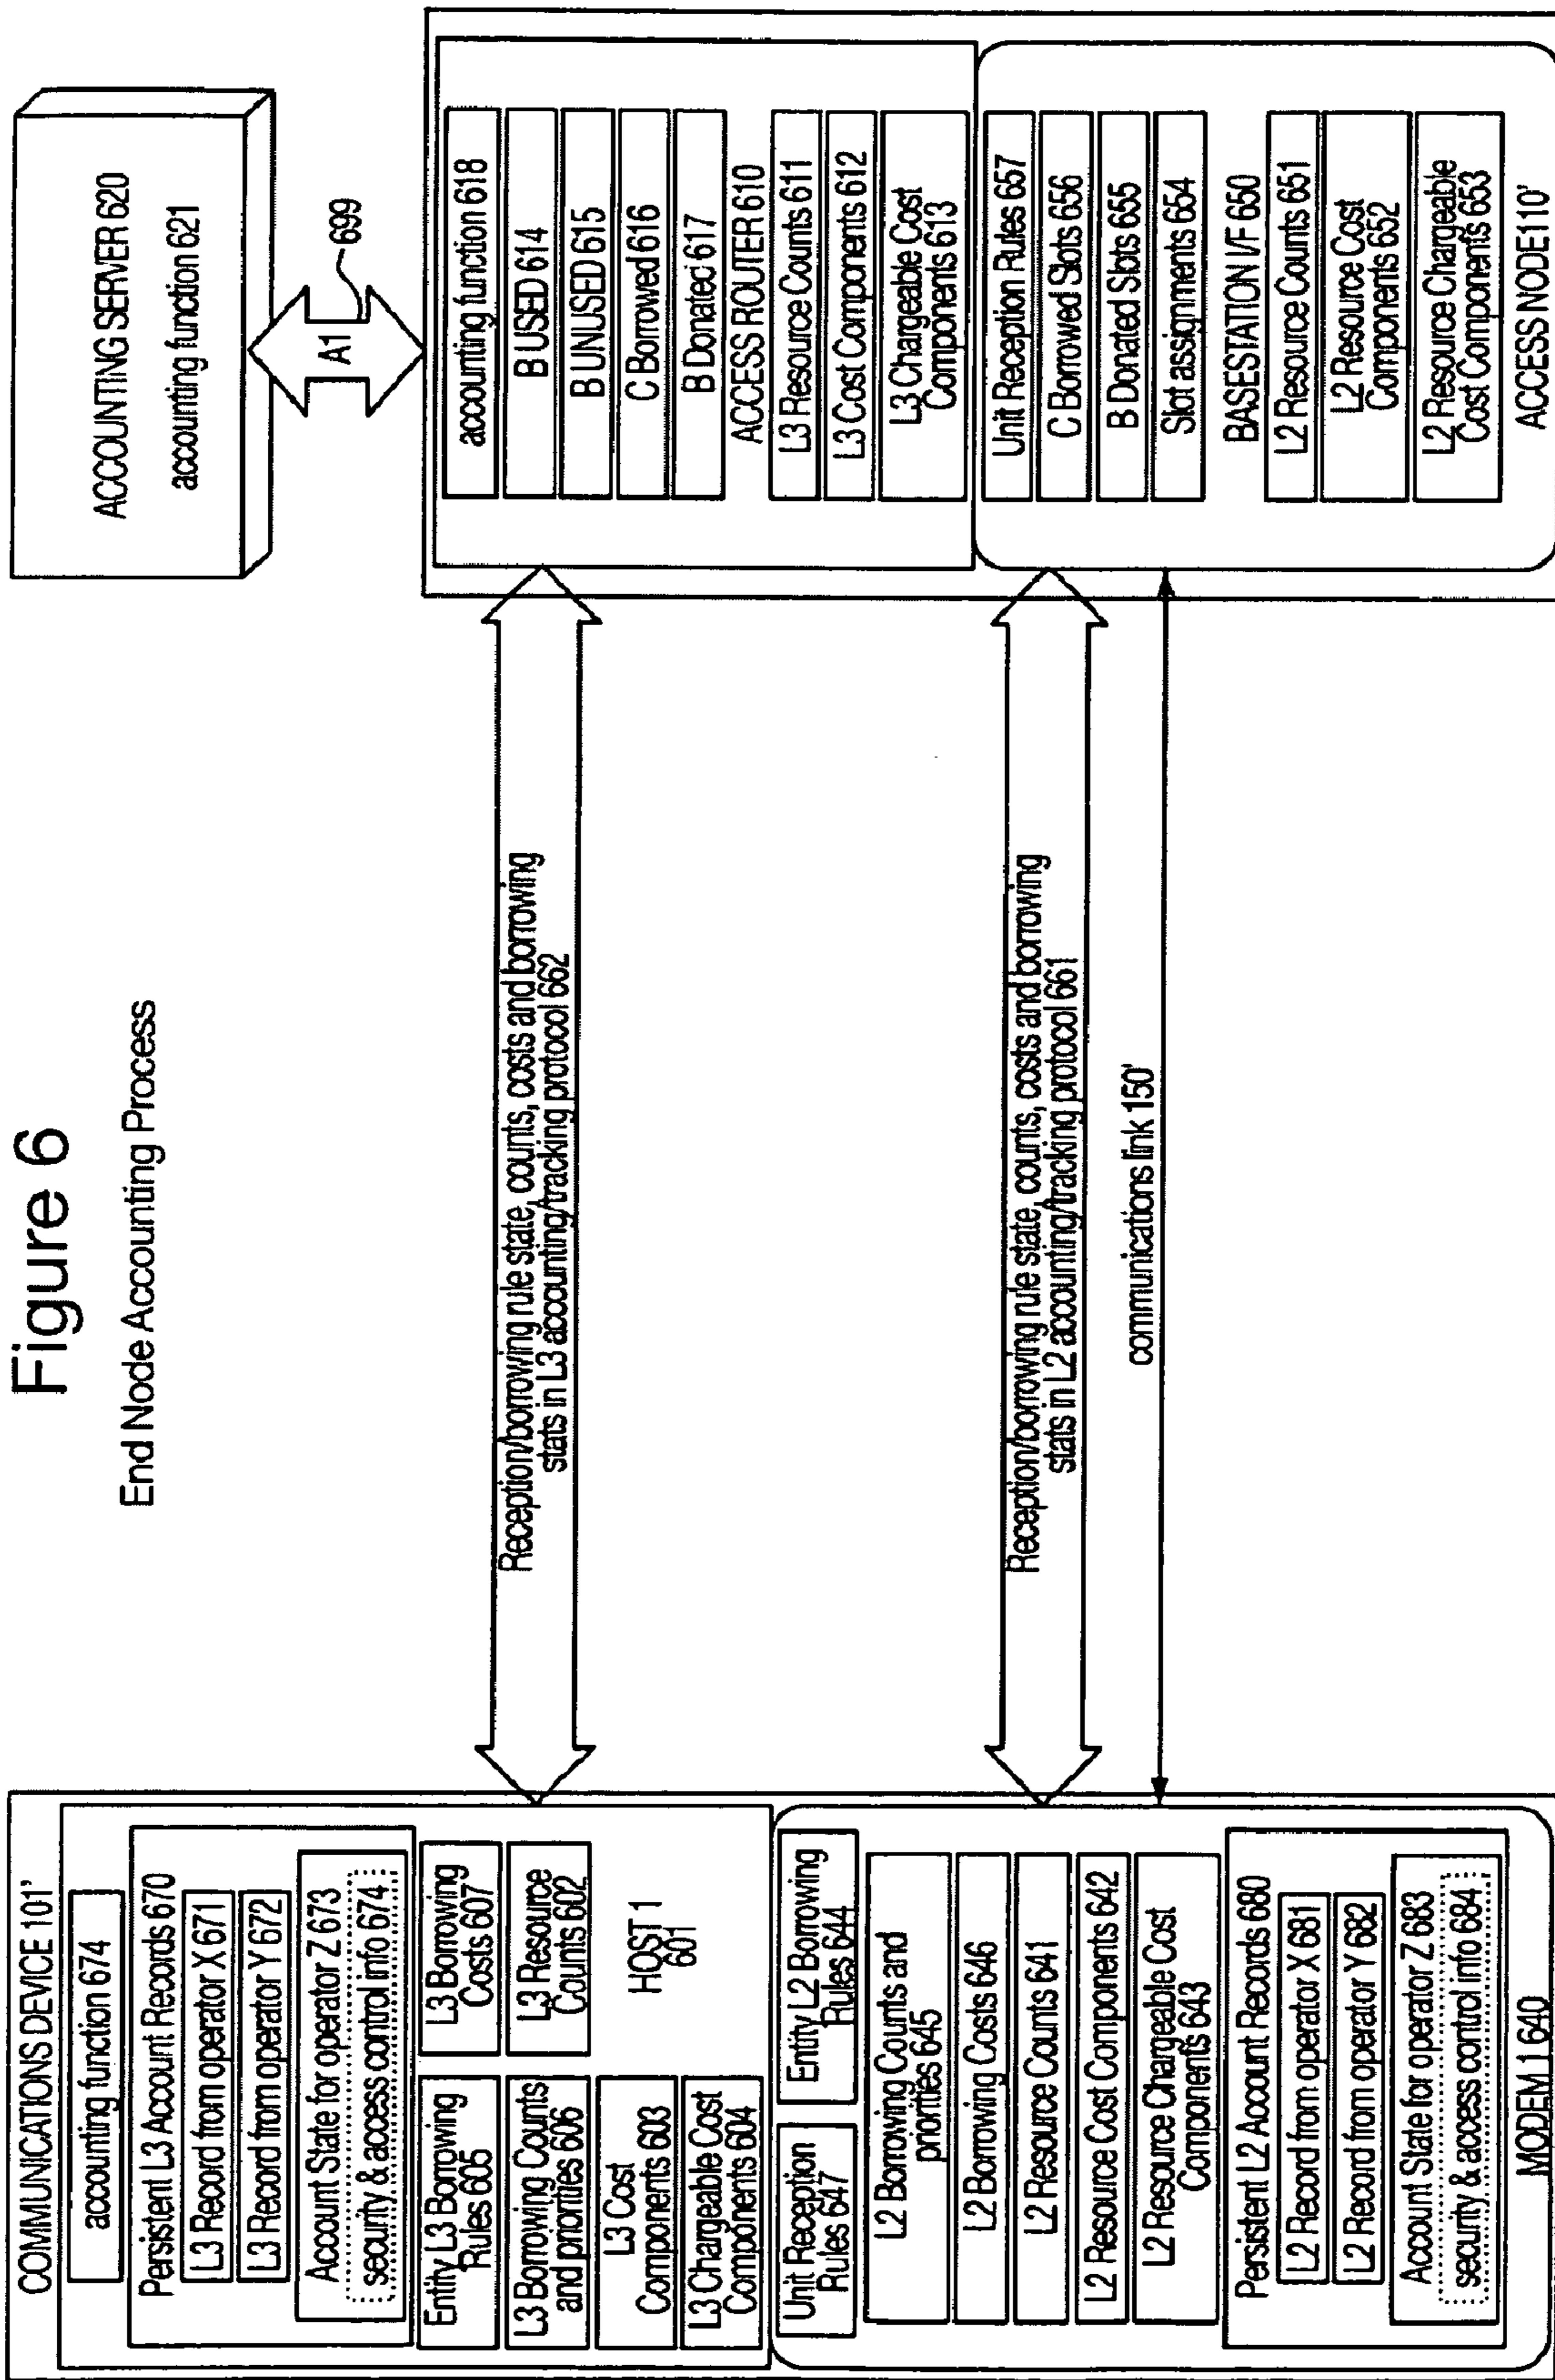 Figure 6
End Node Accounting Process
COMMUNICATIONS DEVICE 101'
accounting function 674
Persistent L3 Account Records 670
L3 Record from operator X 671
L3 Record from operator Y 672
Account State for operator Z 673
security & access control info 674
Entity L3 Borrowing
Rules 605
L3 Borrowing
Costs 607
L3 Borrowing Counts
and priorities 606
L3 Resource
Counts 602
L3 Cost
Components 603
L3 Chargeable Cost
Components 604
HOST 1
601
Unit Reception
Rules 647
Entity L2 Borrowing
Rules 644
L2 Borrowing Counts and
priorities 645
L2 Borrowing Costs 646
L2 Resource Counts 641
L2 Resource Cost Components 642
L2 Resource Chargeable Cost
Components 643
Persistent L2 Account Records 680
L2 Record from operator X 681
L2 Record from operator Y 682
Account State for operator Z 683
security & access control info 684
MODEM 1 640
Reception/borrowing rule state, counts, costs and borrowing
stats in L3 accounting/tracking protocol 662
Reception/borrowing rule state, counts, costs and borrowing
stats in L2 accounting/tracking protocol 661
communications link 150'
ACCOUNTING SERVER 620
accounting function 621
A1
699
accounting function 618
B USED 614
B UNUSED 615
C Borrowed 616
B Donated 617
ACCESS ROUTER 610
L3 Resource Counts 611
L3 Cost Components 612
L3 Chargeable Cost
Components 613
Unit Reception Rules 657
C Borrowed Slots 656
B Donated Slots 655
Slot assignments 654
BASESTATION I/F 650
L2 Resource Counts 651
L2 Resource Cost
Components 652
L2 Resource Chargeable
Cost Components 653
ACCESS NODE110'